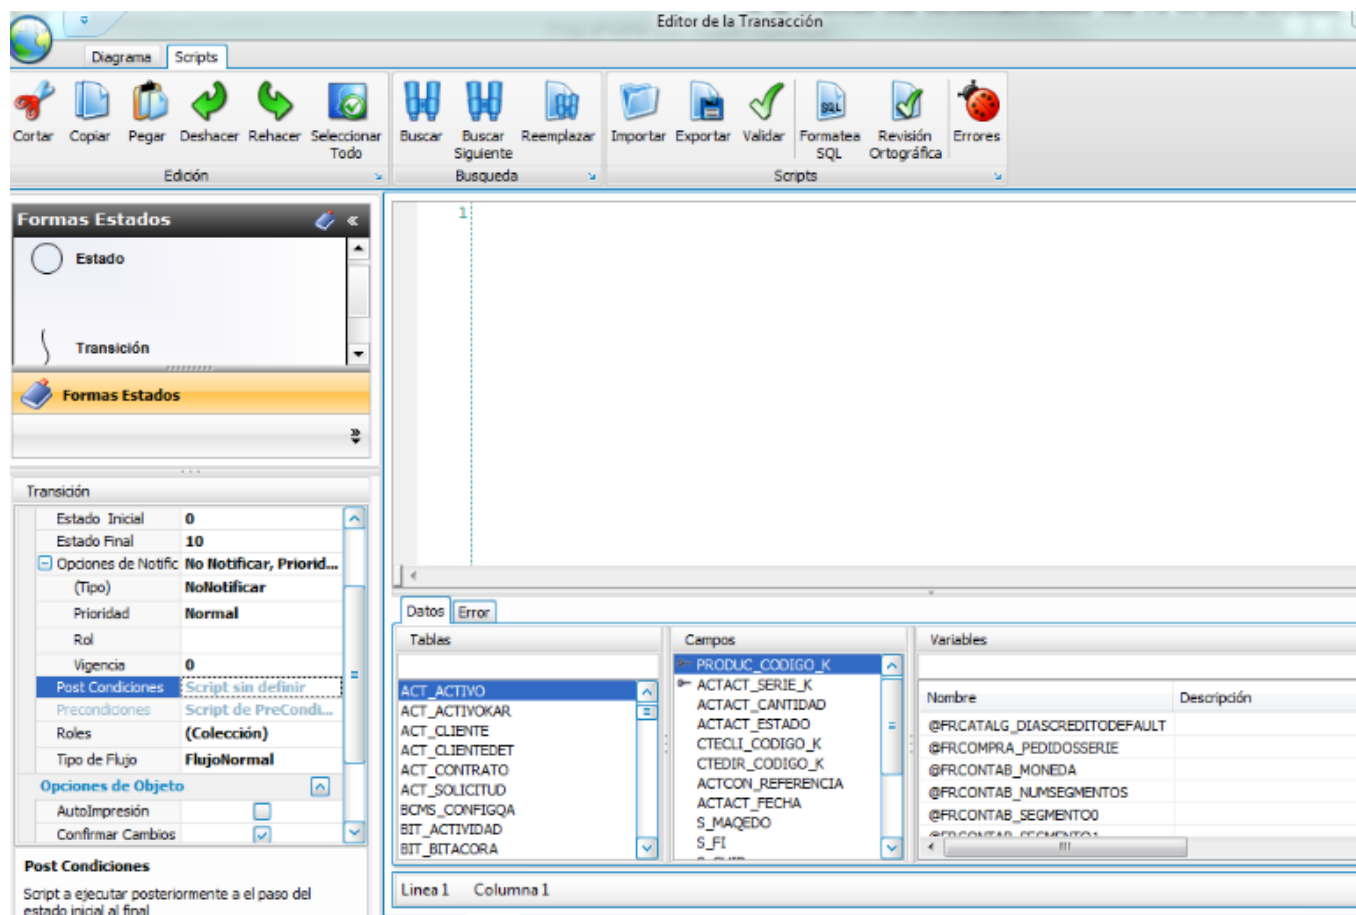 Editor de la Transacción
Diagrama Scripts
Cortar Copiar Pegar Deshacer Rehacer Seleccionar Todo
Buscar Buscar Siguiente Reemplazar
Importar Exportar Validar Formatea SQL Revisión Ortográfica Errores
Edición Busqueda Scripts
Formas Estados
Estado
Transición
Formas Estados
Transición
Estado Inicial 0
Estado Final 10
Opciones de Notific No Notificar, Priorid...
(Tipo) NoNotificar
Prioridad Normal
Rol
Vigencia 0
Post Condiciones Script sin definir
Precondiciones Script de PreCondi...
Roles (Colección)
Tipo de Flujo FlujoNormal
Opciones de Objeto
AutoImpresión
Confirmar Cambios
Post Condiciones
Script a ejecutar posteriormente a el paso del
estado inicial al final
1
Datos Error
Tablas
ACT_ACTIVO
ACT_ACTIVOKAR
ACT_CLIENTE
ACT_CLIENTEDET
ACT_CONTRATO
ACT_SOLICITUD
BCMS_CONFIGQA
BIT_ACTIVIDAD
BIT_BITACORA
Campos
PRODUC_CODIGO_K
ACTACT_SERIE_K
ACTACT_CANTIDAD
ACTACT_ESTADO
CTECLI_CODIGO_K
CTEDIR_CODIGO_K
ACTCON_REFERENCIA
ACTACT_FECHA
S_MAQEDO
S_FI
Variables
Nombre Descripción
@FRCATALG_DIASCREDITODEFAULT
@FRCOMPRA_PEDIDOSSERIE
@FRCONTAB_MONEDA
@FRCONTAB_NUMSEGMENTOS
@FRCONTAB_SEGMENTO0
@FRCONTAB_SEGMENTO1
Linea 1 Columna 1